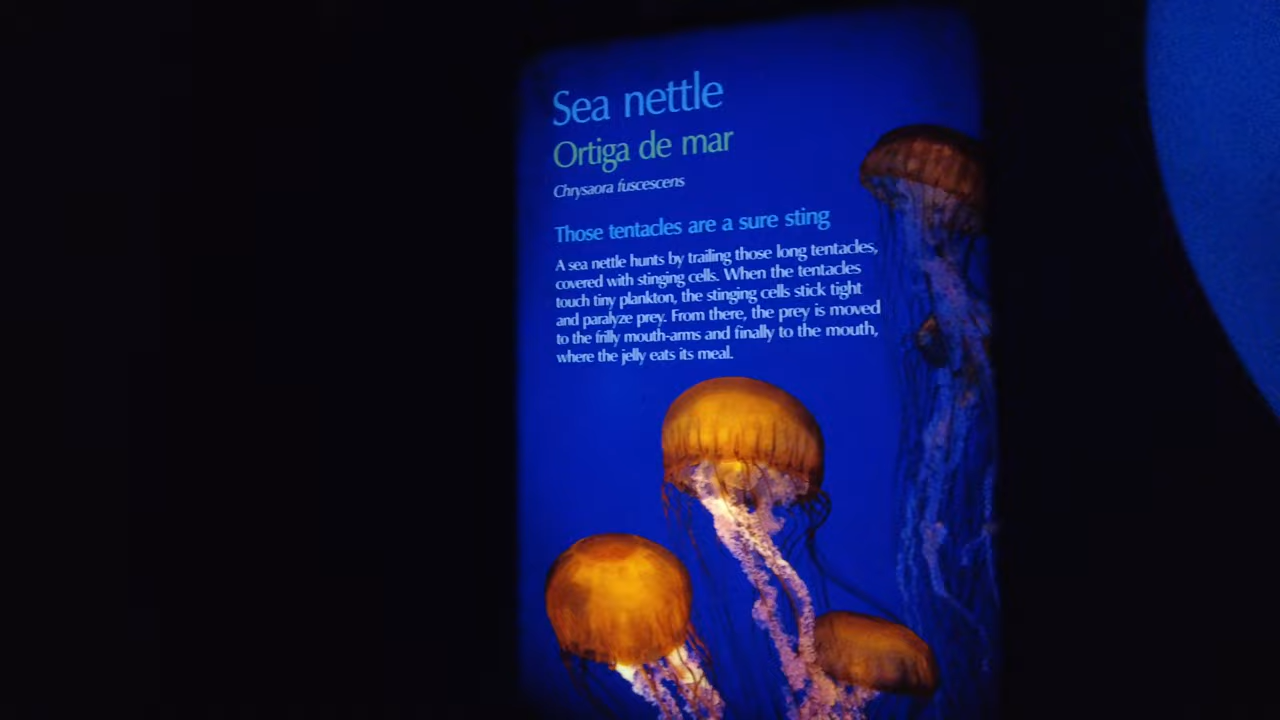 Sea nettle
Ortiga de mar
Chrysaora fuscescens
Those tentacles are a sure sting
A sea nettle hunts by trailing those long tentacles,
covered with stinging cells. When the tentacles
touch tiny plankton, the stinging cells stick tight
and paralyze prey. From there, the prey is moved
to the frilly mouth-arms and finally to the mouth,
where the jelly eats its meal.